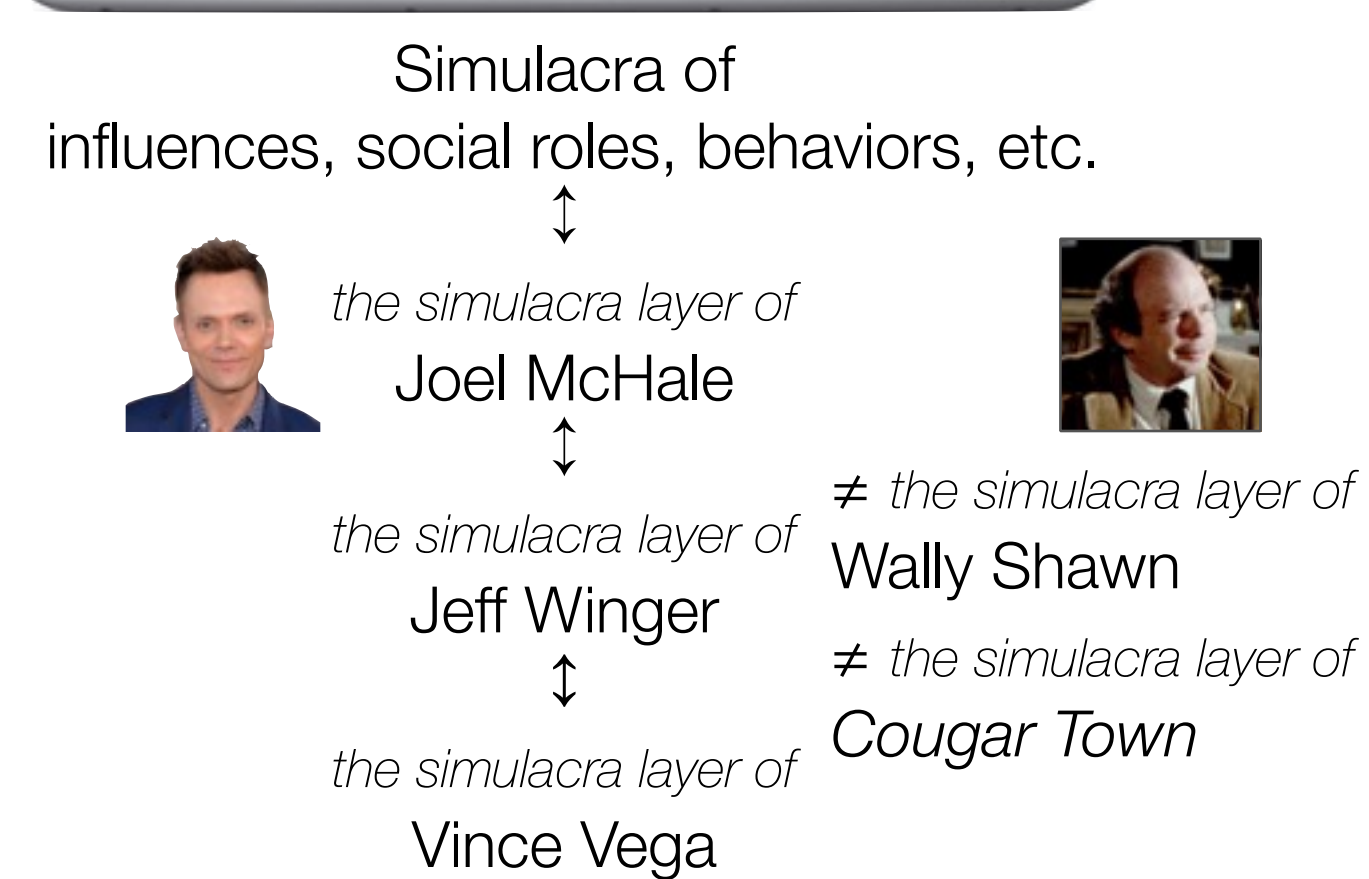 Simulacra of
influences, social roles, behaviors, etc.
↕
the simulacra layer of
Joel McHale
↕
the simulacra layer of
Jeff Winger
↕
the simulacra layer of
Vince Vega
≠ the simulacra layer of
Wally Shawn
≠ the simulacra layer of
Cougar Town